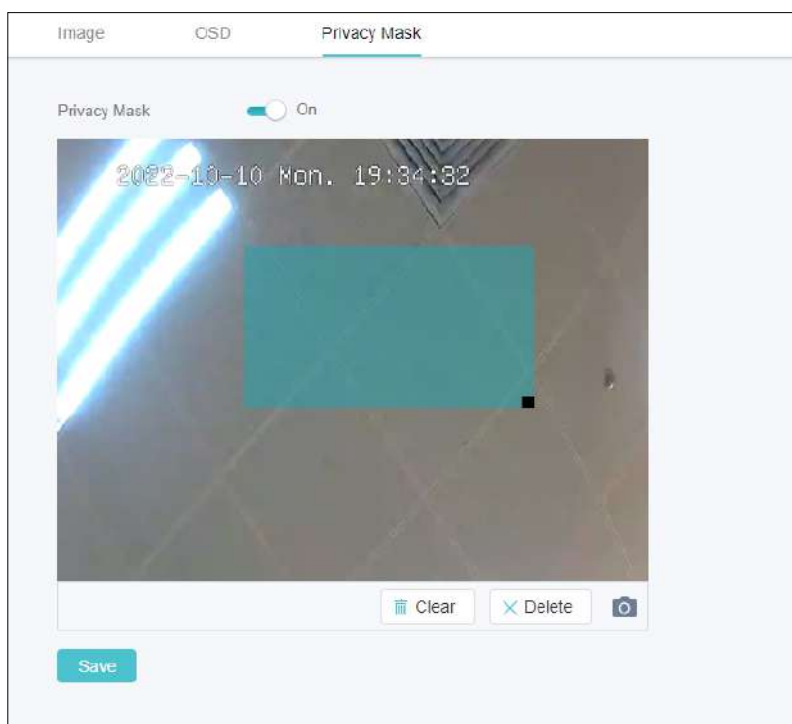 Image OSD Privacy Mask
Privacy Mask On
2022-10-10 Mon. 19:34:32
Clear Delete
Save